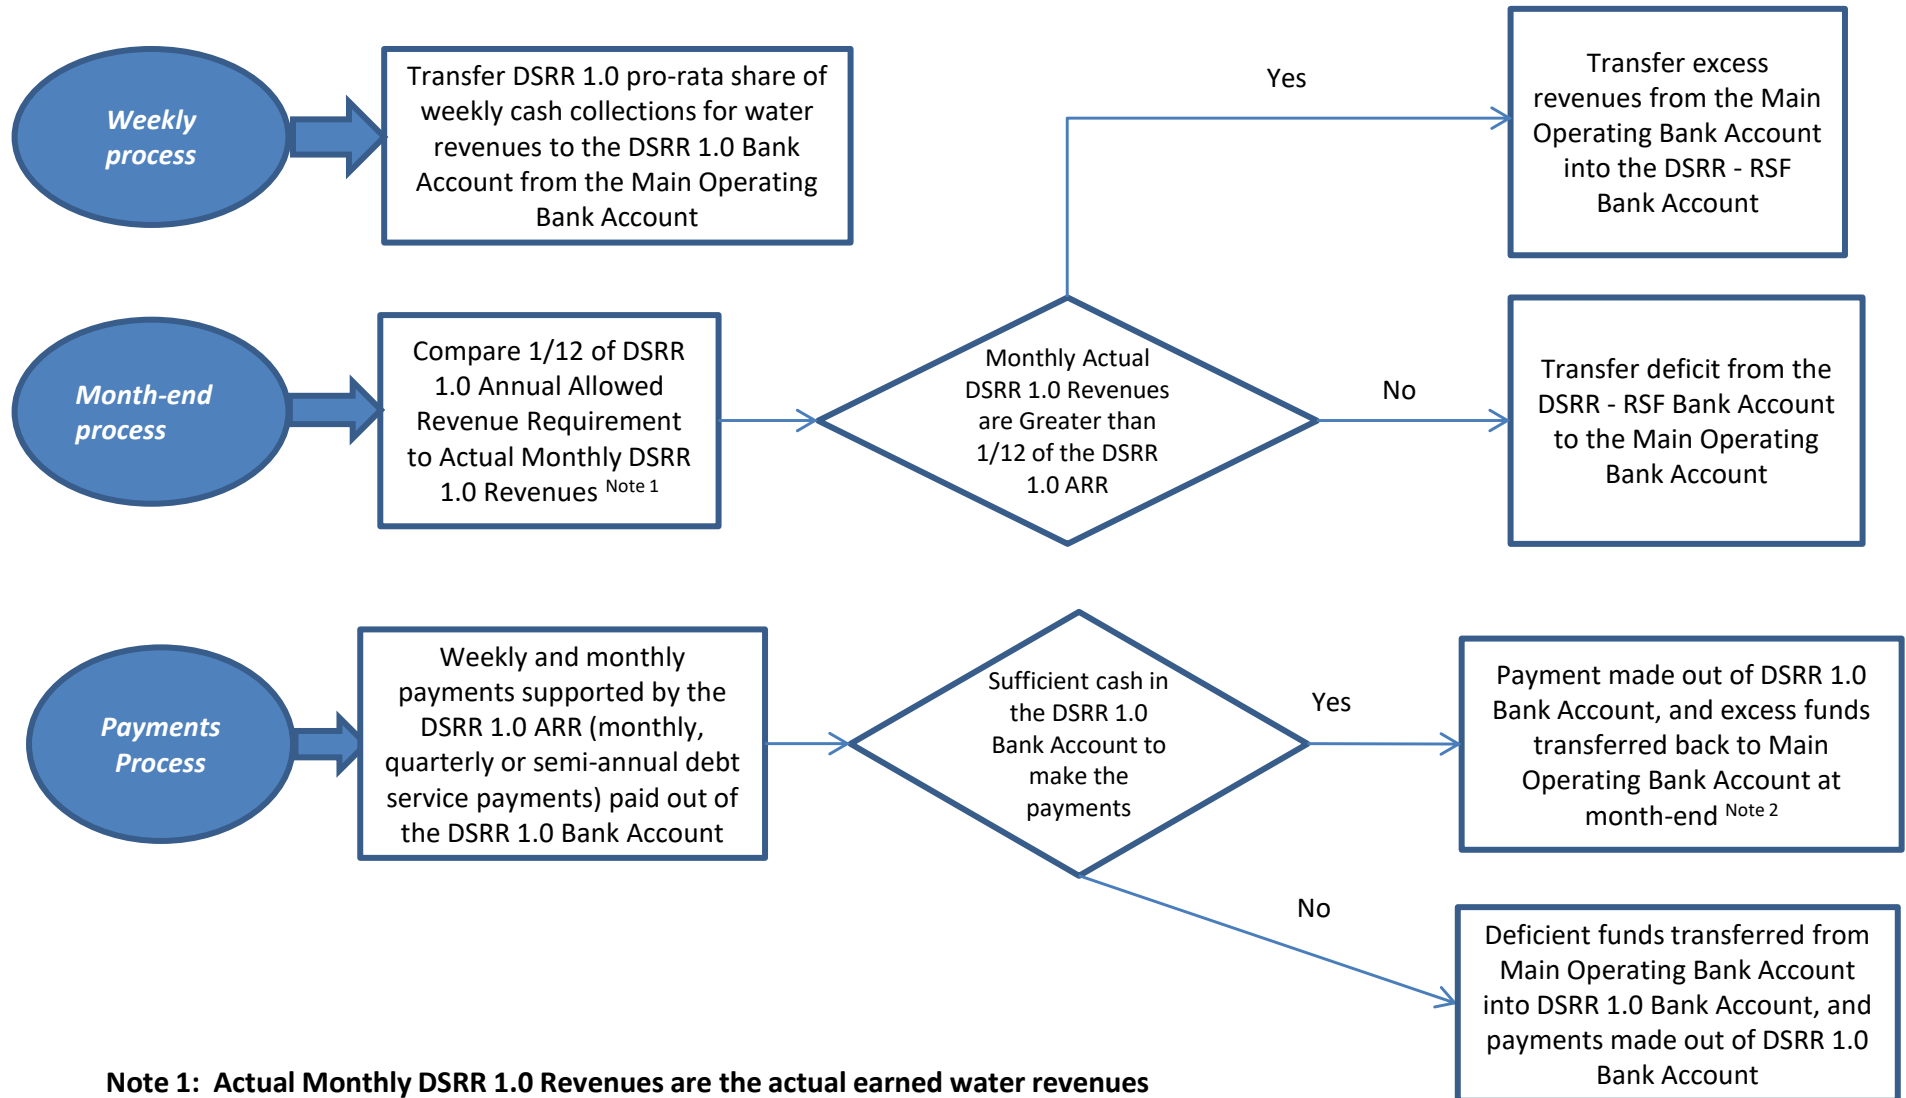 Weekly
process
Transfer DSRR 1.0 pro-rata share of
weekly cash collections for water
revenues to the DSRR 1.0 Bank
Account from the Main Operating
Bank Account
Yes
Transfer excess
revenues from the Main
Operating Bank Account
into the DSRR - RSF
Bank Account
Month-end
process
Compare 1/12 of DSRR
1.0 Annual Allowed
Revenue Requirement
to Actual Monthly DSRR
1.0 Revenues Note 1
Monthly Actual
DSRR 1.0 Revenues
are Greater than
1/12 of the DSRR
1.0 ARR
No
Transfer deficit from the
DSRR - RSF Bank Account
to the Main Operating
Bank Account
Payments
Process
Weekly and monthly
payments supported by the
DSRR 1.0 ARR (monthly,
quarterly or semi-annual debt
service payments) paid out of
the DSRR 1.0 Bank Account
Sufficient cash in
the DSRR 1.0
Bank Account to
make the
payments
Yes
Payment made out of DSRR 1.0
Bank Account, and excess funds
transferred back to Main
Operating Bank Account at
month-end Note 2
No
Deficient funds transferred from
Main Operating Bank Account
into DSRR 1.0 Bank Account, and
payments made out of DSRR 1.0
Bank Account
Note 1: Actual Monthly DSRR 1.0 Revenues are the actual earned water revenues